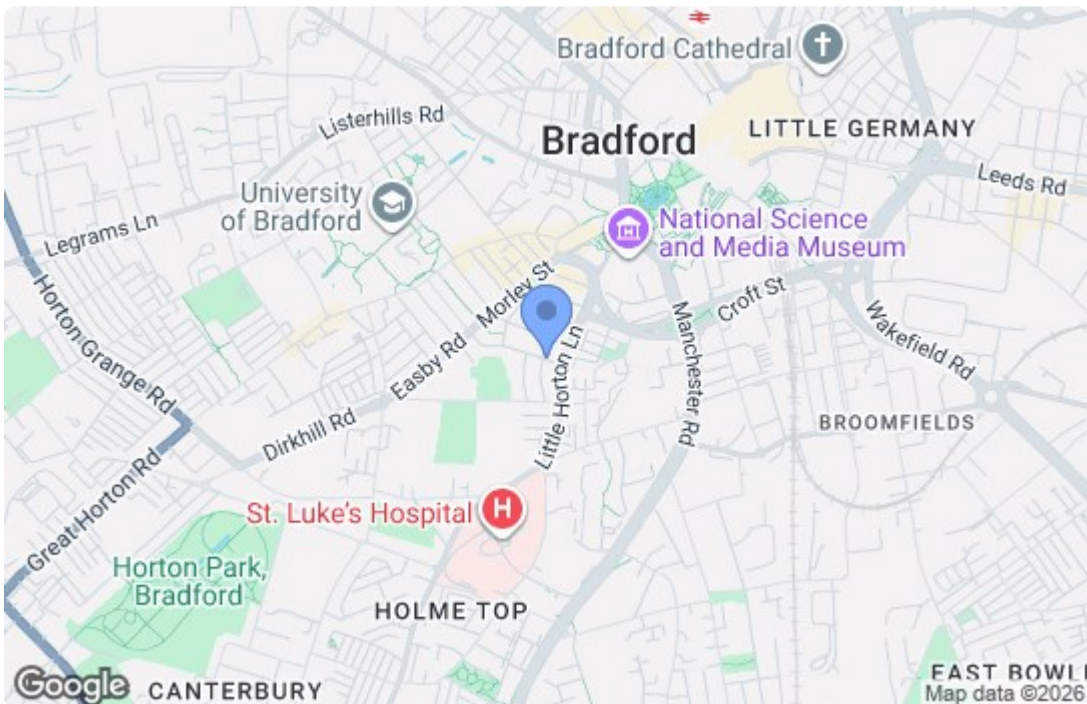 Bradford Cathedral
Listerhills Rd
Bradford
LITTLE GERMANY
Leeds Rd
University
of Bradford
National Science
and Media Museum
Legrams Ln
Morley St
Croft St
Horton Grange Rd
Manchester Rd
Wakefield Rd
Easby Rd
Little Horton Ln
Dirkhill Rd
BROOMFIELDS
Great Horton Rd
St. Luke's Hospital
H
Horton Park,
Bradford
HOLME TOP
EAST BOWL
Google
CANTERBURY
Map data ©2026